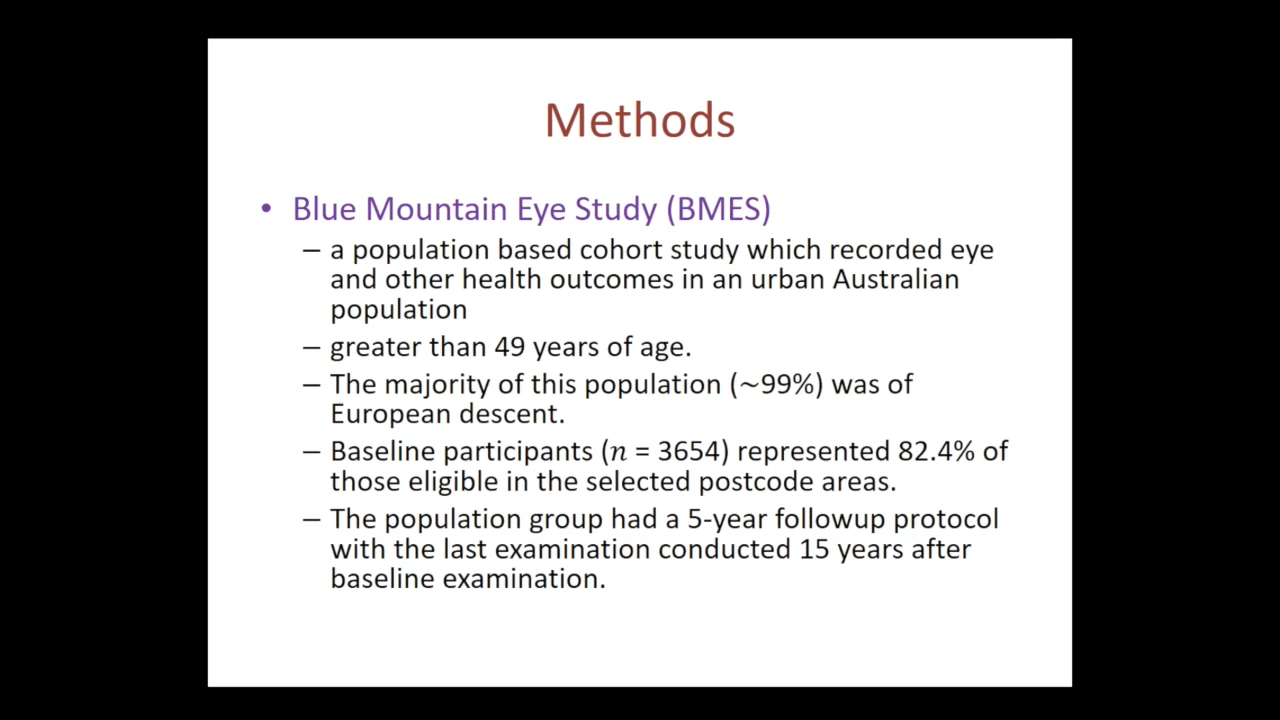 Methods
• Blue Mountain Eye Study (BMES)
– a population based cohort study which recorded eye
and other health outcomes in an urban Australian
population
– greater than 49 years of age.
– The majority of this population (~99%) was of
European descent.
– Baseline participants (n = 3654) represented 82.4% of
those eligible in the selected postcode areas.
– The population group had a 5-year followup protocol
with the last examination conducted 15 years after
baseline examination.